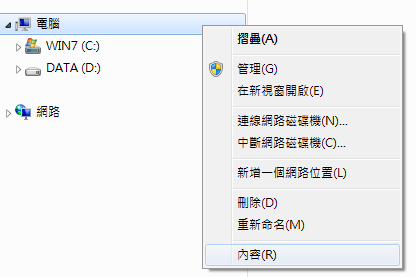 電腦
WIN7 (C:)
DATA (D:)
網路
摺疊(A)
管理(G)
在新視窗開啟(E)
連線網路磁碟機(N)...
中斷網路磁碟機(C)...
新增一個網路位置(L)
刪除(D)
重新命名(M)
內容(R)